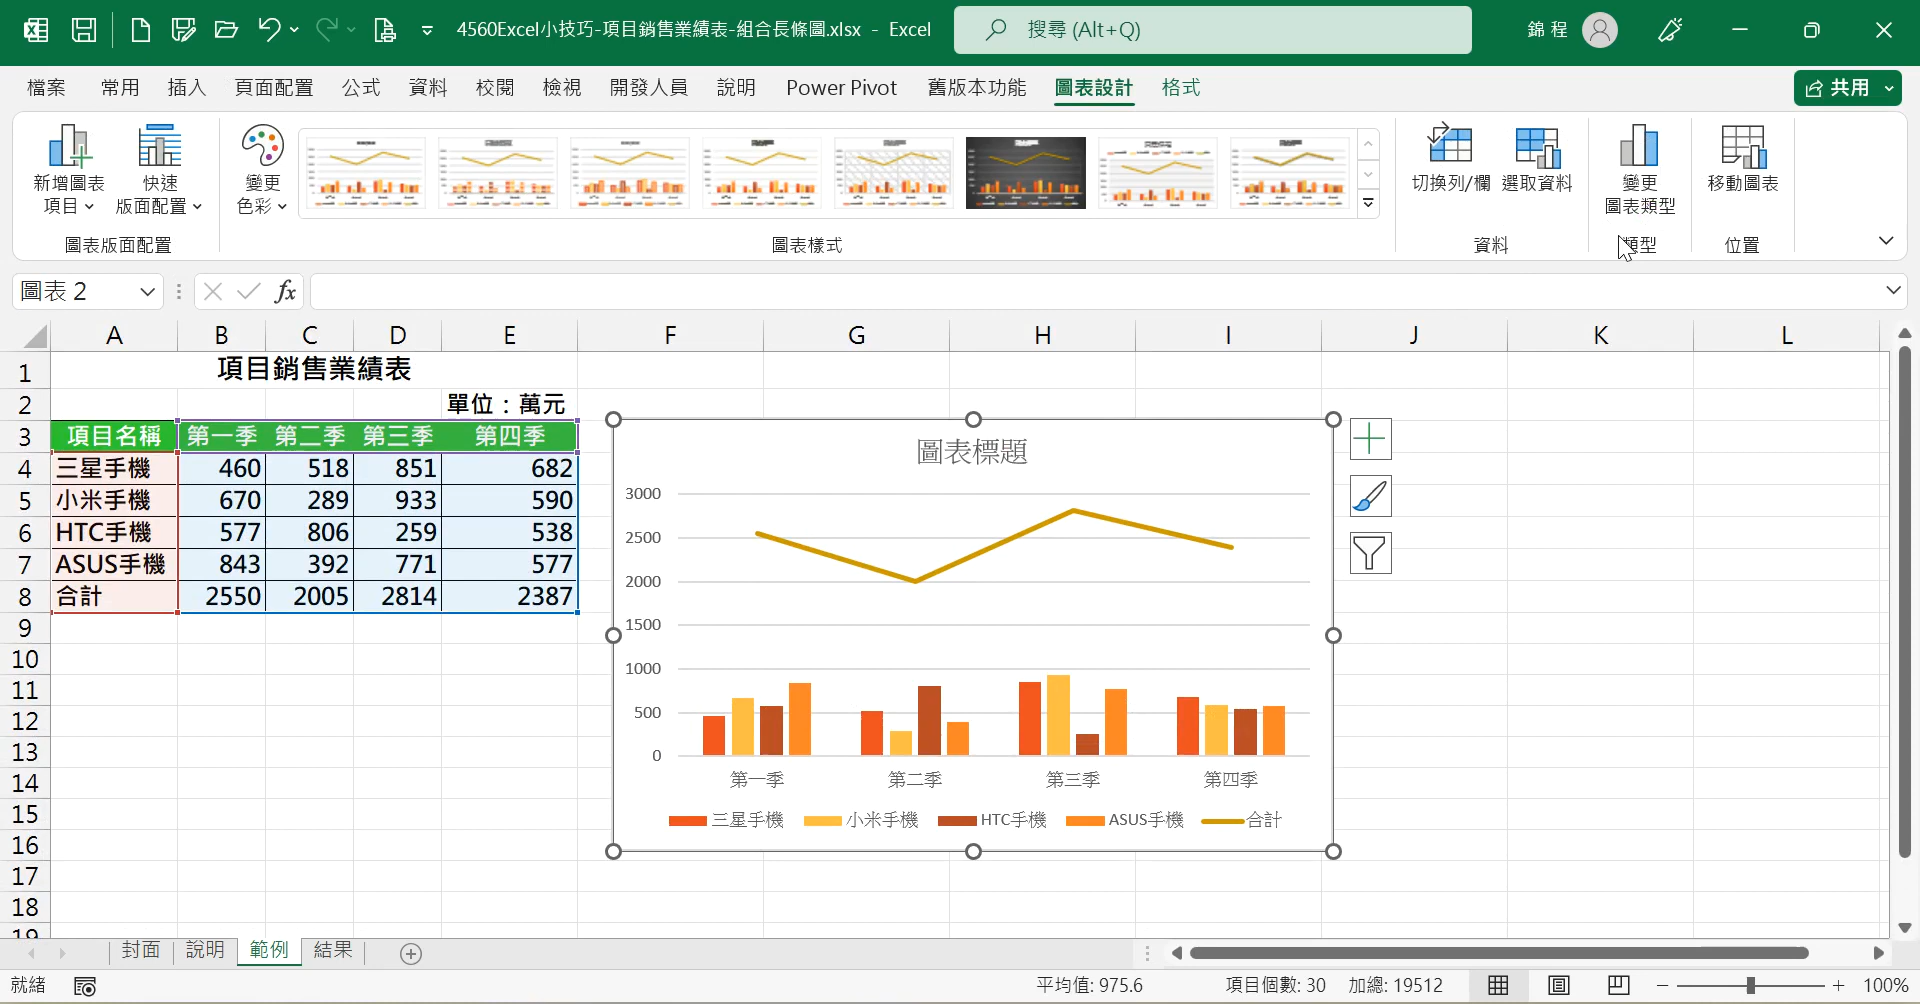 4560Excel小技巧-項目銷售業績表-組合長條圖.xlsx - Excel
搜尋 (Alt+Q)
錦 程
檔案 常用 插入 頁面配置 公式 資料 校閱 檢視 開發人員 說明 Power Pivot 舊版本功能 圖表設計 格式
共用
新增圖表
項目
快速
版面配置
變更
色彩
切換列/欄
選取資料
變更
圖表類型
移動圖表
圖表版面配置
圖表樣式
資料
類型
位置
圖表 2
fx
A B C D E F G H I J K L
1 項目銷售業績表
2 單位：萬元
3 項目名稱 第一季 第二季 第三季 第四季
4 三星手機 460 518 851 682
5 小米手機 670 289 933 590
6 HTC手機 577 806 259 538
7 ASUS手機 843 392 771 577
8 合計 2550 2005 2814 2387
9
10
11
12
13
14
15
16
17
18
19
圖表標題
3000
2500
2000
1500
1000
500
0
第一季 第二季 第三季 第四季
三星手機 小米手機 HTC手機 ASUS手機 合計
封面 說明 範例 結果
就緒
平均值: 975.6 項目個數: 30 加總: 19512
100%